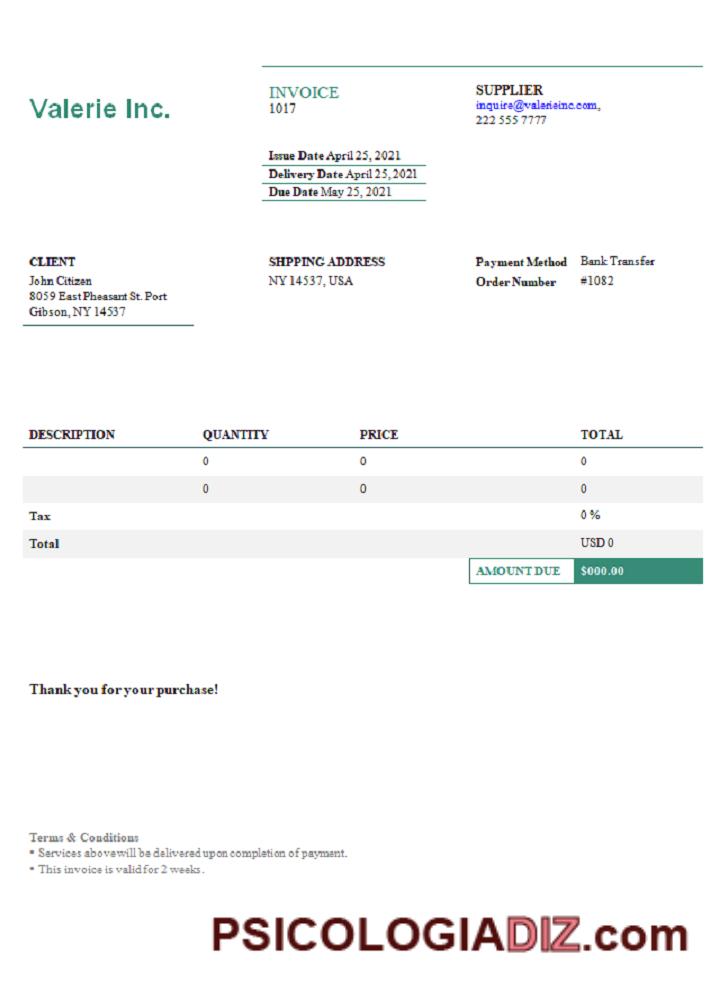 Valerie Inc.
INVOICE
1017
SUPPLIER
inquire@valerieinc.com,
222 555 7777
Issue Date April 25, 2021
Delivery Date April 25, 2021
Due Date May 25, 2021
CLIENT
John Citizen
8059 East Pheasant St. Port
Gibson, NY 14537
SHPPING ADDRESS
NY 14537, USA
Payment Method Bank Transfer
Order Number #1082
DESCRIPTION QUANTITY PRICE TOTAL
0 0 0
0 0 0
Tax 0 %
Total USD 0
AMOUNT DUE $000.00
Thank you for your purchase!
Terms & Conditions
▪ Services above will be delivered upon completion of payment.
▪ This invoice is valid for 2 weeks.
PSICOLOGIADIZ.com